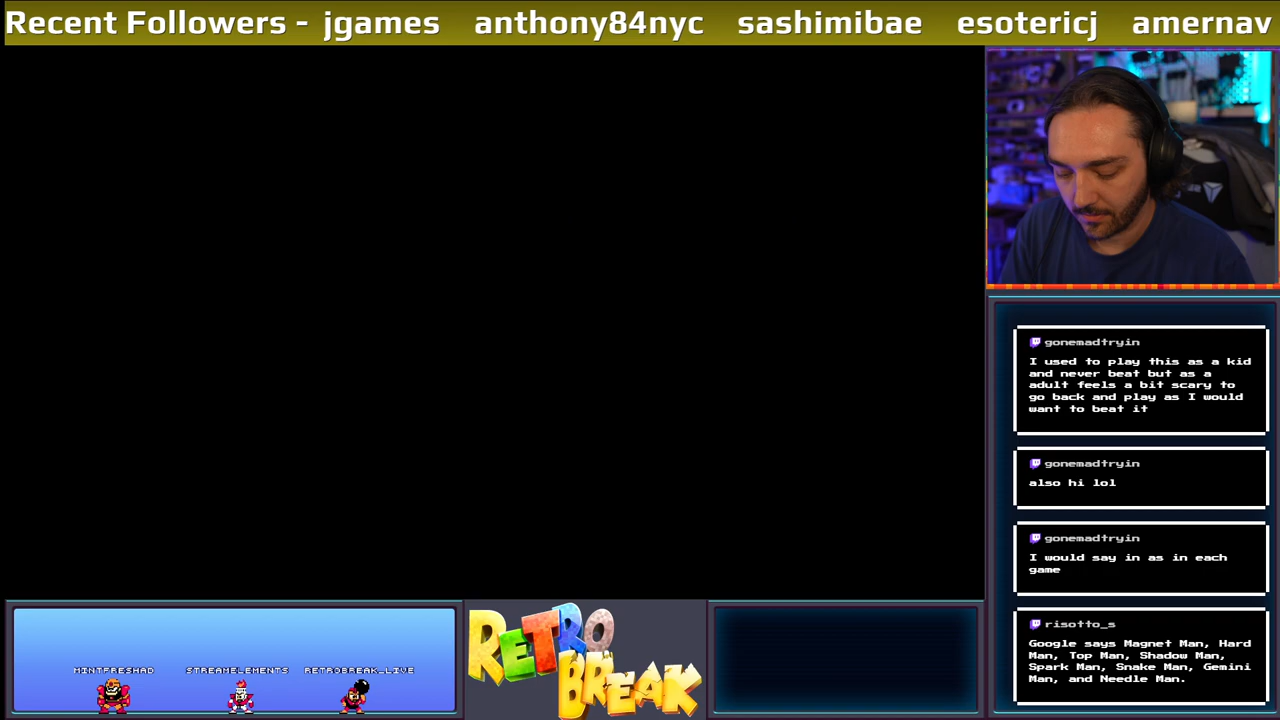 Recent Followers - jgames anthony84nyc sashimibae esotericj amernav
gonemadtryin
I used to play this as a kid
and never beat but as a
adult feels a bit scary to
go back and play as I would
want to beat it
gonemadtryin
also hi lol
gonemadtryin
I would say in as in each
game
risotto_s
Google says Magnet Man, Hard
Man, Top Man, Shadow Man,
Spark Man, Snake Man, Gemini
Man, and Needle Man.
MINTFRESHAD STREAMELEMENTS RETROBREAK_LIVE
RETRO
BREAK